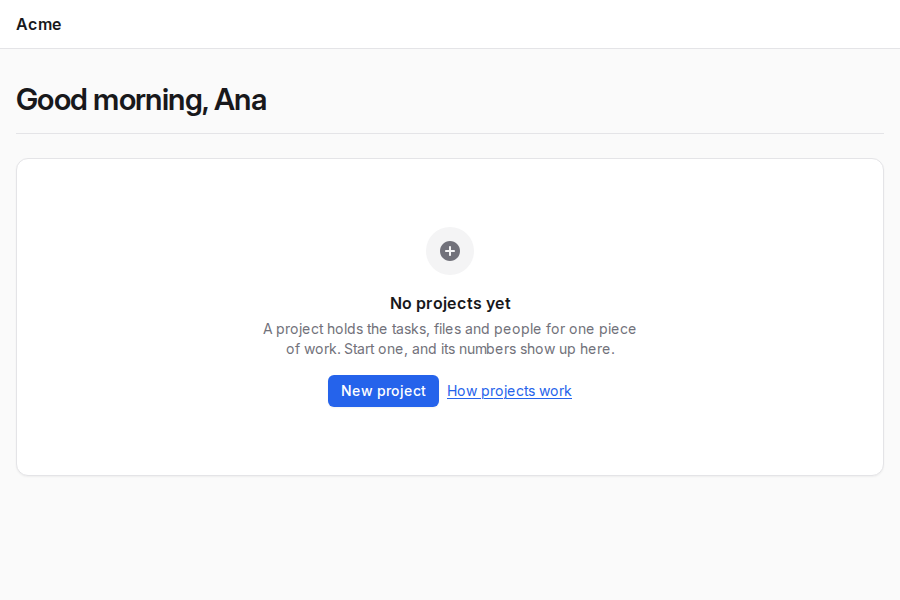 Acme
Good morning, Ana
No projects yet
A project holds the tasks, files and people for one piece
of work. Start one, and its numbers show up here.
New project
How projects work